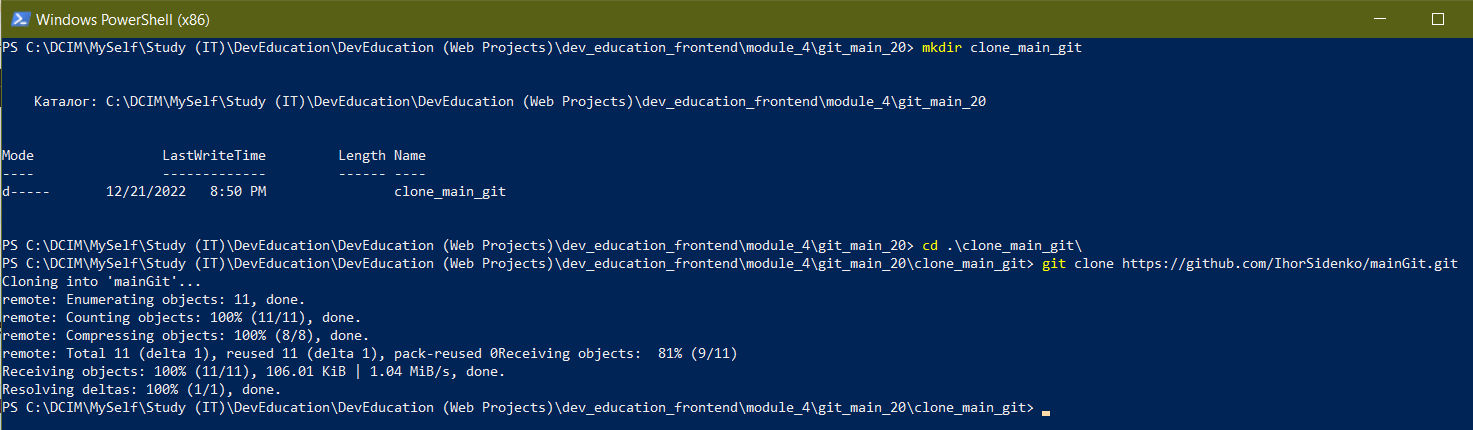 Windows PowerShell (x86)
PS C:\DCIM\MySelf\Study (IT)\DevEducation\DevEducation (Web Projects)\dev_education_frontend\module_4\git_main_20> mkdir clone_main_git
    Каталог: C:\DCIM\MySelf\Study (IT)\DevEducation\DevEducation (Web Projects)\dev_education_frontend\module_4\git_main_20
Mode                LastWriteTime         Length Name
----                -------------         ------ ----
d-----       12/21/2022   8:50 PM                clone_main_git
PS C:\DCIM\MySelf\Study (IT)\DevEducation\DevEducation (Web Projects)\dev_education_frontend\module_4\git_main_20> cd .\clone_main_git\
PS C:\DCIM\MySelf\Study (IT)\DevEducation\DevEducation (Web Projects)\dev_education_frontend\module_4\git_main_20\clone_main_git> git clone https://github.com/IhorSidenko/mainGit.git
Cloning into 'mainGit'...
remote: Enumerating objects: 11, done.
remote: Counting objects: 100% (11/11), done.
remote: Compressing objects: 100% (8/8), done.
remote: Total 11 (delta 1), reused 11 (delta 1), pack-reused 0Receiving objects:  81% (9/11)
Receiving objects: 100% (11/11), 106.01 KiB | 1.04 MiB/s, done.
Resolving deltas: 100% (1/1), done.
PS C:\DCIM\MySelf\Study (IT)\DevEducation\DevEducation (Web Projects)\dev_education_frontend\module_4\git_main_20\clone_main_git>